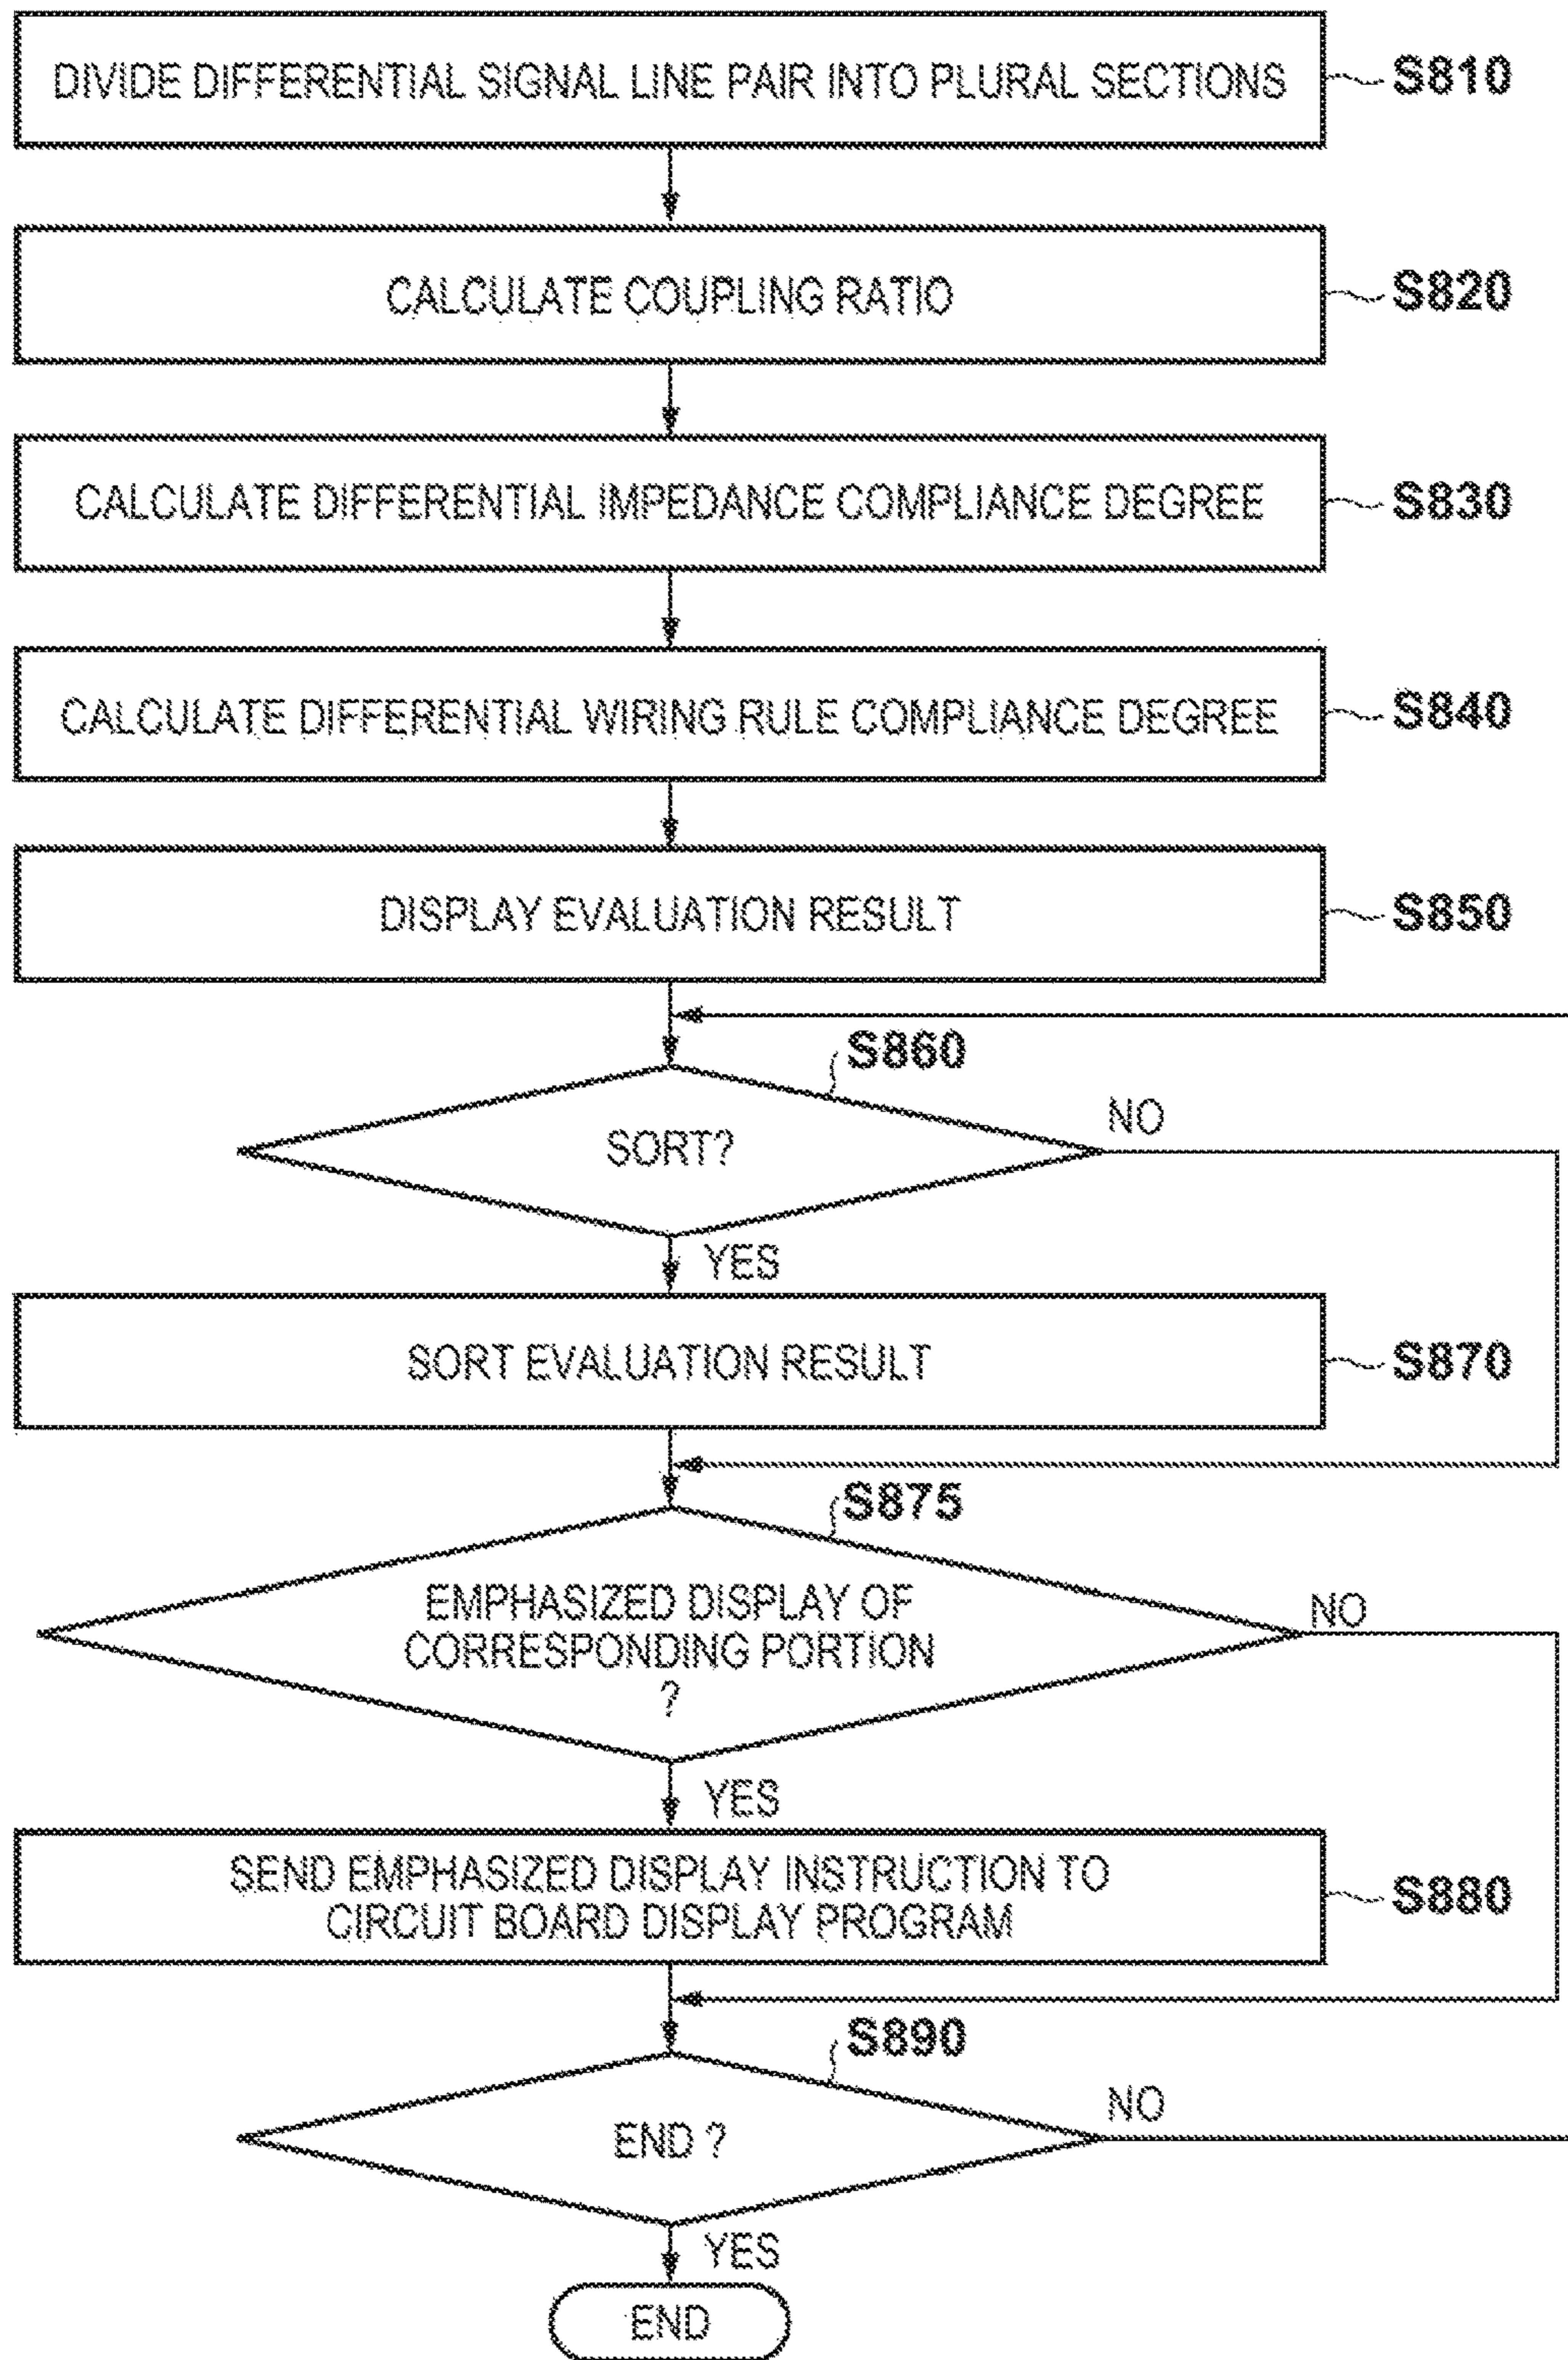 DIVIDE DIFFERENTIAL SIGNAL LINE PAIR INTO PLURAL SECTIONS
S810
CALCULATE COUPLING RATIO
S820
CALCULATE DIFFERENTIAL IMPEDANCE COMPLIANCE DEGREE
S830
CALCULATE DIFFERENTIAL WIRING RULE COMPLIANCE DEGREE
S840
DISPLAY EVALUATION RESULT
S850
S860
SORT?
NO
YES
SORT EVALUATION RESULT
S870
S875
EMPHASIZED DISPLAY OF
CORRESPONDING PORTION
?
NO
YES
SEND EMPHASIZED DISPLAY INSTRUCTION TO
CIRCUIT BOARD DISPLAY PROGRAM
S880
S890
END ?
NO
YES
END